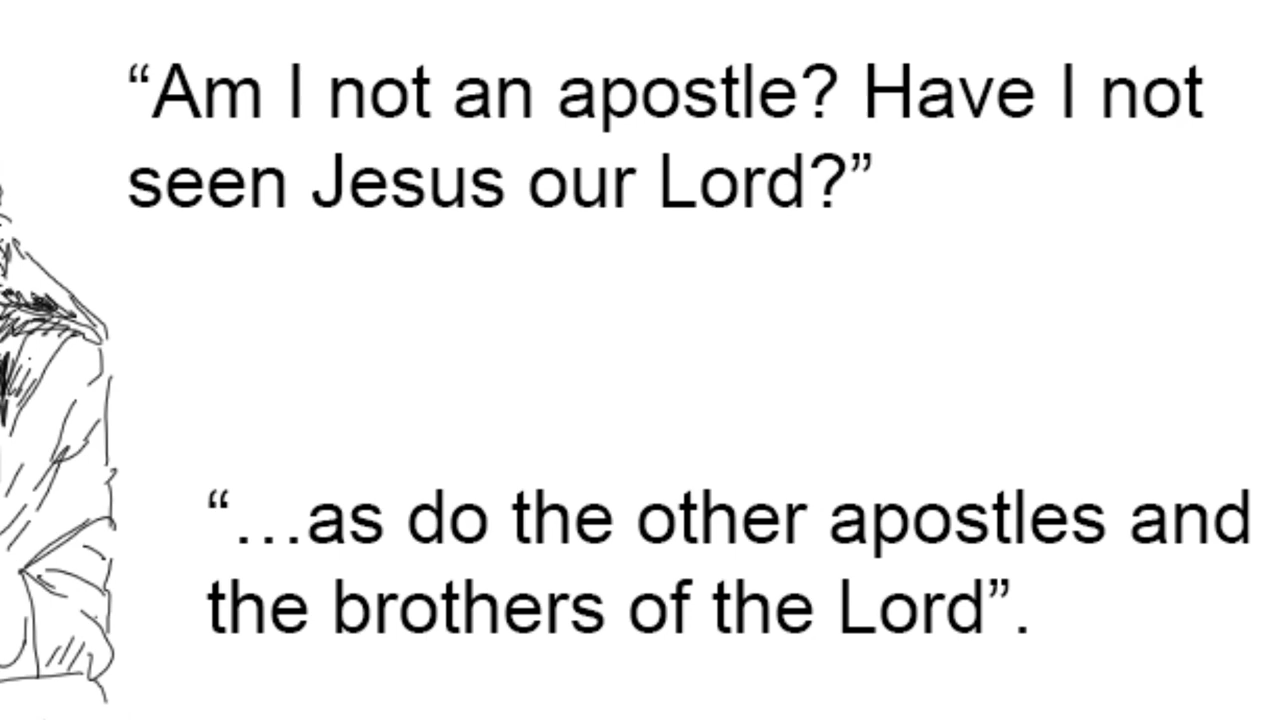 “Am I not an apostle? Have I not
seen Jesus our Lord?”
“…as do the other apostles and
the brothers of the Lord”.